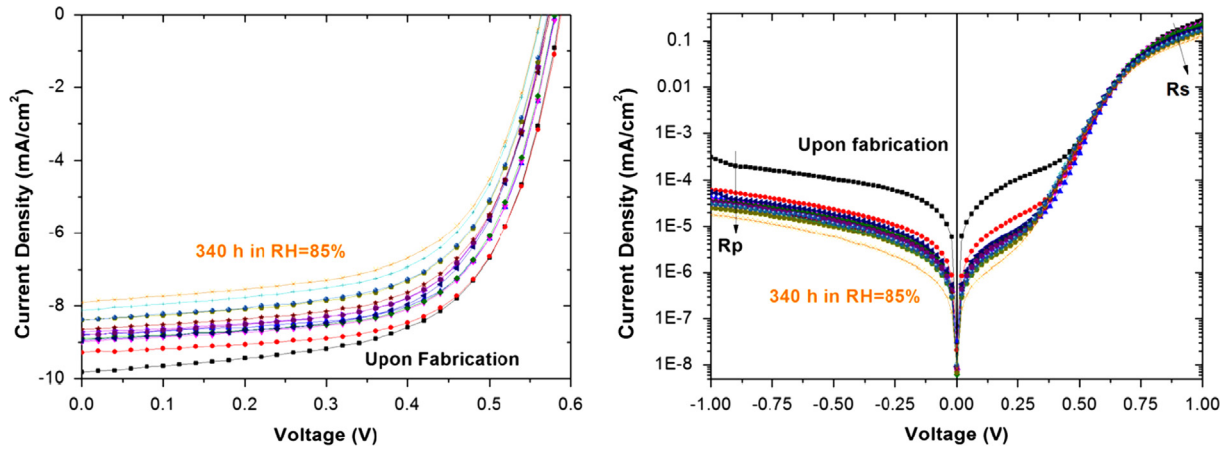 0
-2
-4
-6
-8
-10
0.0
0.1
0.2
0.3
0.4
0.5
0.6
Current Density (mA/cm²)
Voltage (V)
340 h in RH=85%
Upon Fabrication
0.1
0.01
1E-3
1E-4
1E-5
1E-6
1E-7
1E-8
-1.00
-0.75
-0.50
-0.25
0.00
0.25
0.50
0.75
1.00
Current Density (mA/cm²)
Voltage (V)
Upon fabrication
Rs
Rp
340 h in RH=85%